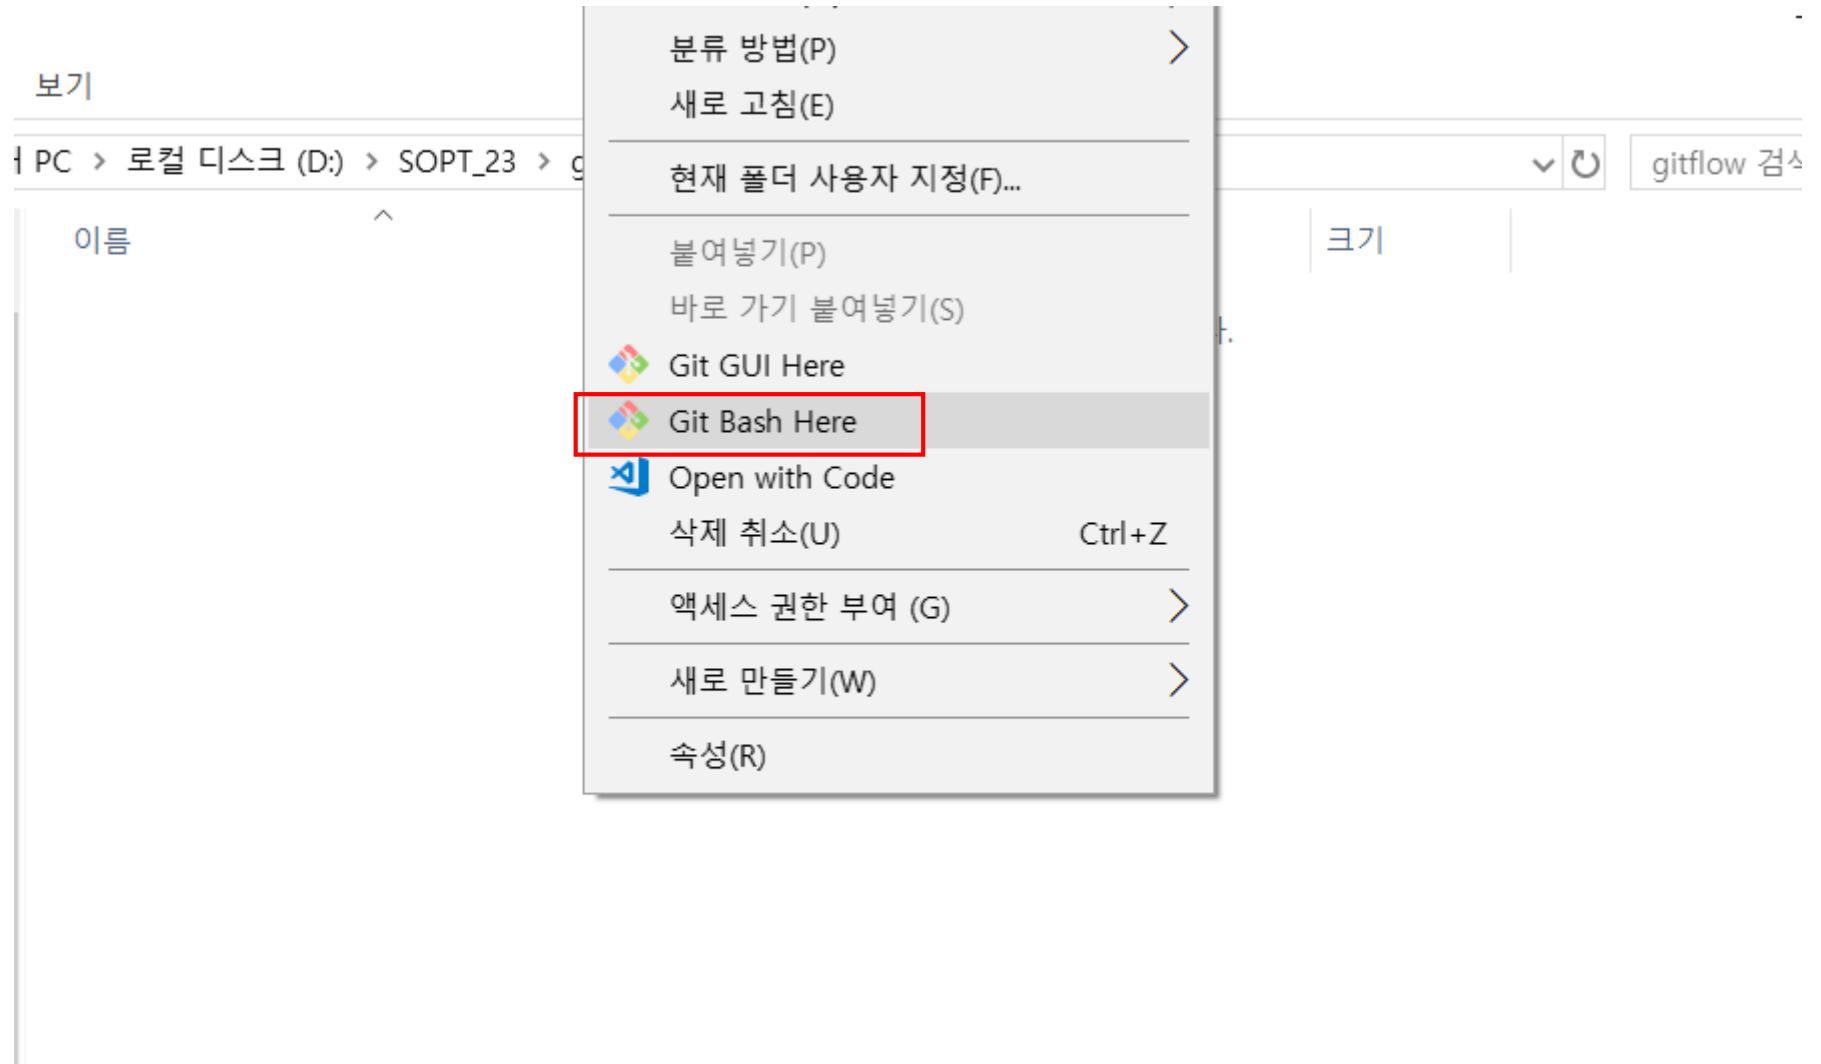 분류 방법(P)
보기
새로 고침(E)
PC > 로컬 디스크 (D:) > SOPT_23 >
gitflow
현재 폴더 사용자 지정(F)...
이름
크기
붙여넣기(P)
바로 가기 붙여넣기(S)
Git GUI Here
Git Bash Here
Open with Code
삭제 취소(U) Ctrl+Z
액세스 권한 부여 (G)
새로 만들기(W)
속성(R)